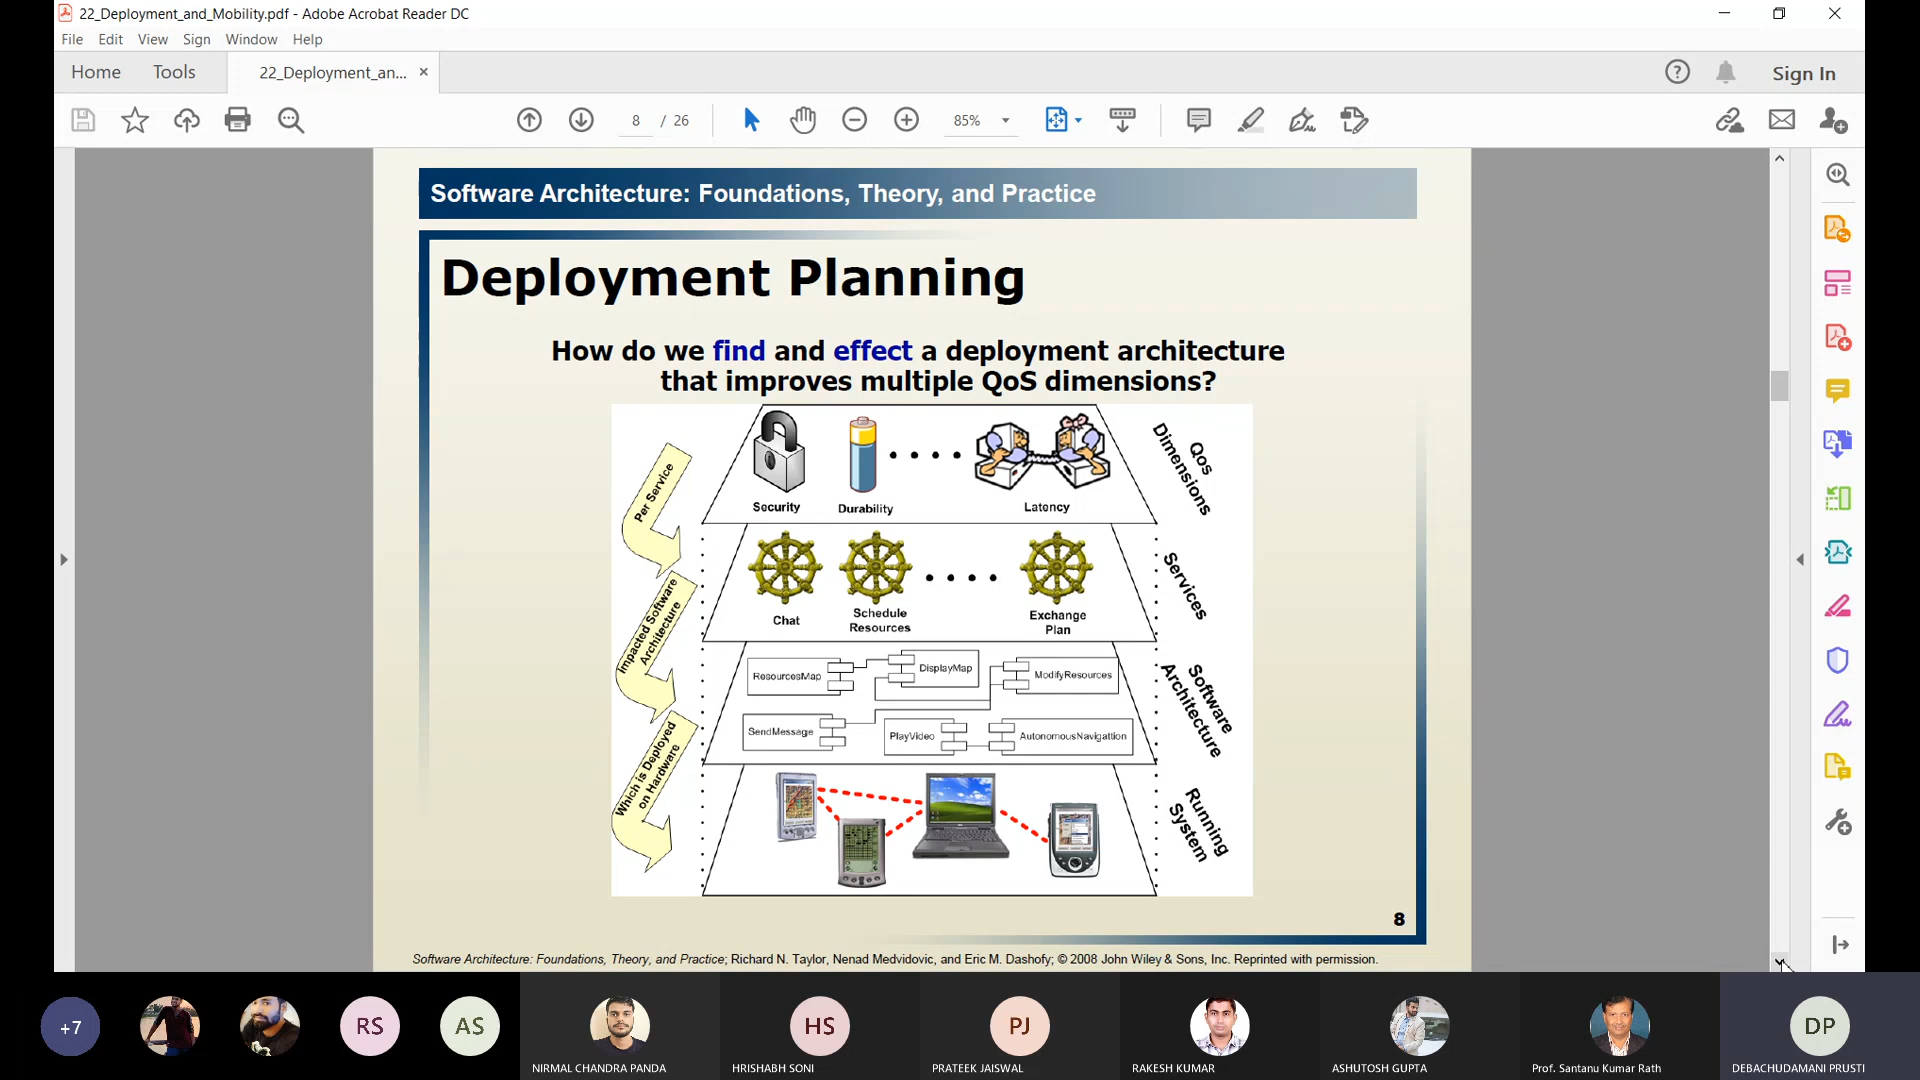 22_Deployment_and_Mobility.pdf - Adobe Acrobat Reader DC
File Edit View Sign Window Help
Home Tools 22_Deployment_an... × Sign In
8 / 26 85%
Software Architecture: Foundations, Theory, and Practice
Deployment Planning
How do we find and effect a deployment architecture
that improves multiple QoS dimensions?
Per Service
Security Durability Latency
Qos
Dimensions
Impacted Software
Architecture
Chat
Schedule
Resources
Exchange
Plan
Services
Which is Deployed
on Hardware
ResourcesMap DisplayMap ModifyResources
SendMessage PlayVideo AutonomousNavigattion
Software
Architecture
Running
System
8
Software Architecture: Foundations, Theory, and Practice; Richard N. Taylor, Nenad Medvidovic, and Eric M. Dashofy; © 2008 John Wiley & Sons, Inc. Reprinted with permission.
+7 RS AS HS PJ DP
NIRMAL CHANDRA PANDA HRISHABH SONI PRATEEK JAISWAL RAKESH KUMAR ASHUTOSH GUPTA Prof. Santanu Kumar Rath DEBACHUDAMANI PRUSTI